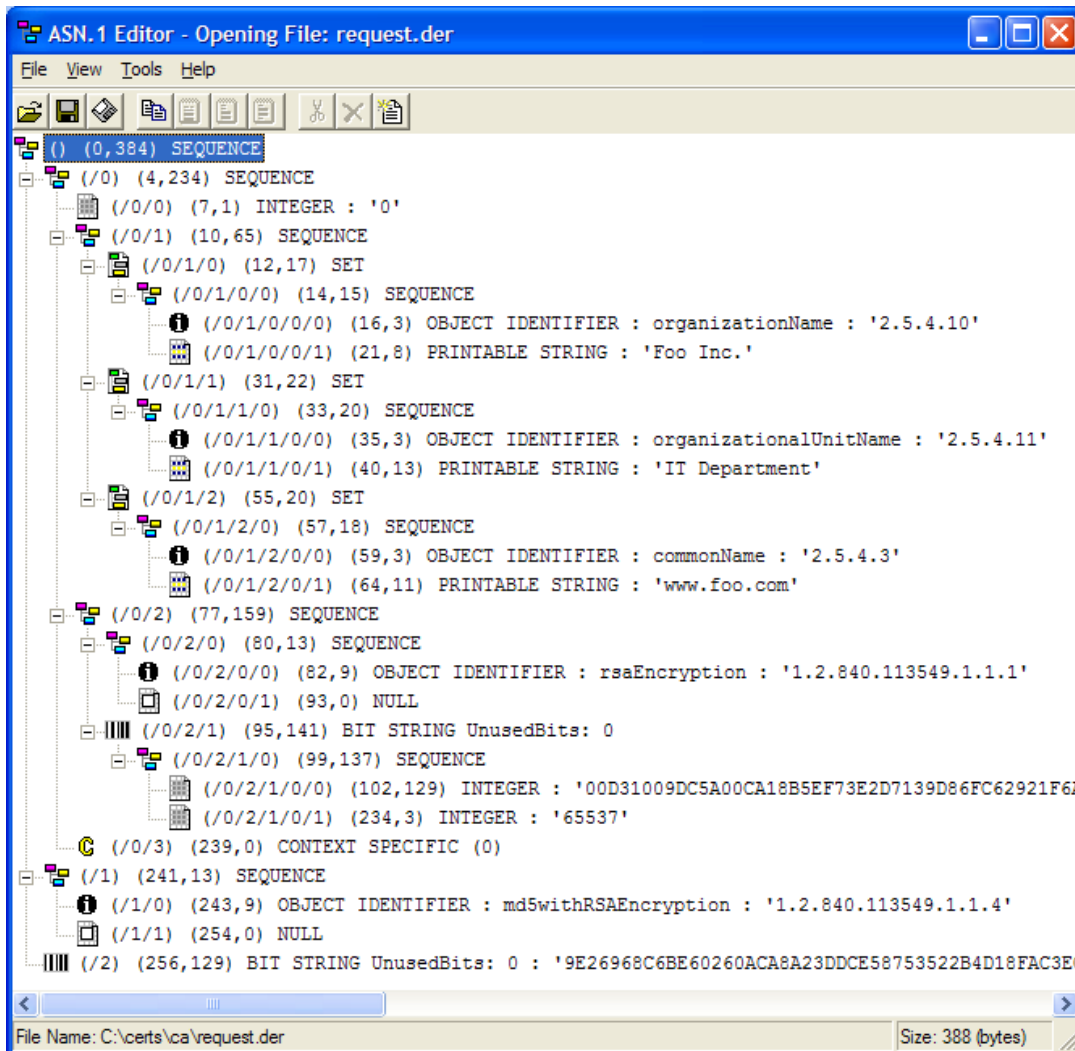 ASN.1 Editor - Opening File: request.der
File View Tools Help
() (0,384) SEQUENCE
(/0) (4,234) SEQUENCE
(/0/0) (7,1) INTEGER : '0'
(/0/1) (10,65) SEQUENCE
(/0/1/0) (12,17) SET
(/0/1/0/0) (14,15) SEQUENCE
(/0/1/0/0/0) (16,3) OBJECT IDENTIFIER : organizationName : '2.5.4.10'
(/0/1/0/0/1) (21,8) PRINTABLE STRING : 'Foo Inc.'
(/0/1/1) (31,22) SET
(/0/1/1/0) (33,20) SEQUENCE
(/0/1/1/0/0) (35,3) OBJECT IDENTIFIER : organizationalUnitName : '2.5.4.11'
(/0/1/1/0/1) (40,13) PRINTABLE STRING : 'IT Department'
(/0/1/2) (55,20) SET
(/0/1/2/0) (57,18) SEQUENCE
(/0/1/2/0/0) (59,3) OBJECT IDENTIFIER : commonName : '2.5.4.3'
(/0/1/2/0/1) (64,11) PRINTABLE STRING : 'www.foo.com'
(/0/2) (77,159) SEQUENCE
(/0/2/0) (80,13) SEQUENCE
(/0/2/0/0) (82,9) OBJECT IDENTIFIER : rsaEncryption : '1.2.840.113549.1.1.1'
(/0/2/0/1) (93,0) NULL
(/0/2/1) (95,141) BIT STRING UnusedBits: 0
(/0/2/1/0) (99,137) SEQUENCE
(/0/2/1/0/0) (102,129) INTEGER : '00D31009DC5A00CA18B5EF73E2D7139D86FC62921F6
(/0/2/1/0/1) (234,3) INTEGER : '65537'
C (/0/3) (239,0) CONTEXT SPECIFIC (0)
(/1) (241,13) SEQUENCE
(/1/0) (243,9) OBJECT IDENTIFIER : md5withRSAEncryption : '1.2.840.113549.1.1.4'
(/1/1) (254,0) NULL
(/2) (256,129) BIT STRING UnusedBits: 0 : '9E26968C6BE60260ACA8A23DDCE58753522B4D18FAC3E
File Name: C:\certs\ca\request.der
Size: 388 (bytes)